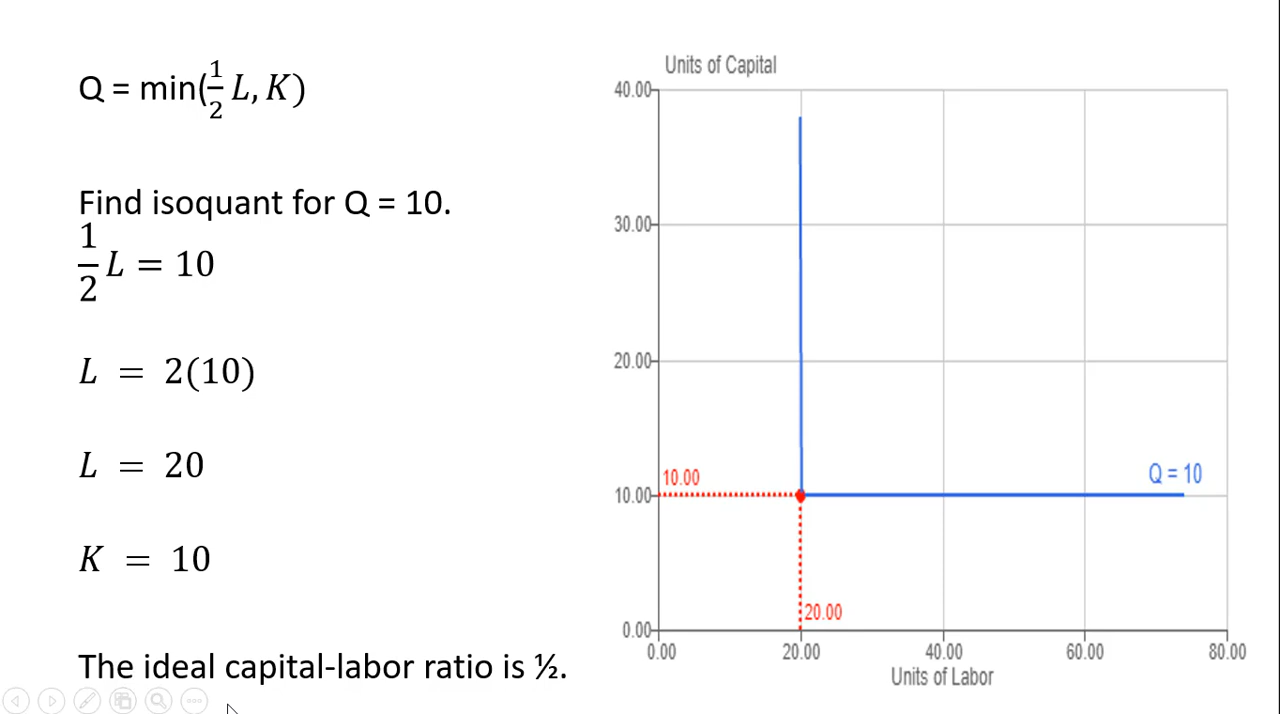 Q = min(½ L, K)
Find isoquant for Q = 10.
½ L = 10
L = 2(10)
L = 20
K = 10
The ideal capital-labor ratio is ½.
Units of Capital
40.00
30.00
20.00
10.00
0.00
10.00
Q = 10
20.00
0.00 20.00 40.00 60.00 80.00
Units of Labor